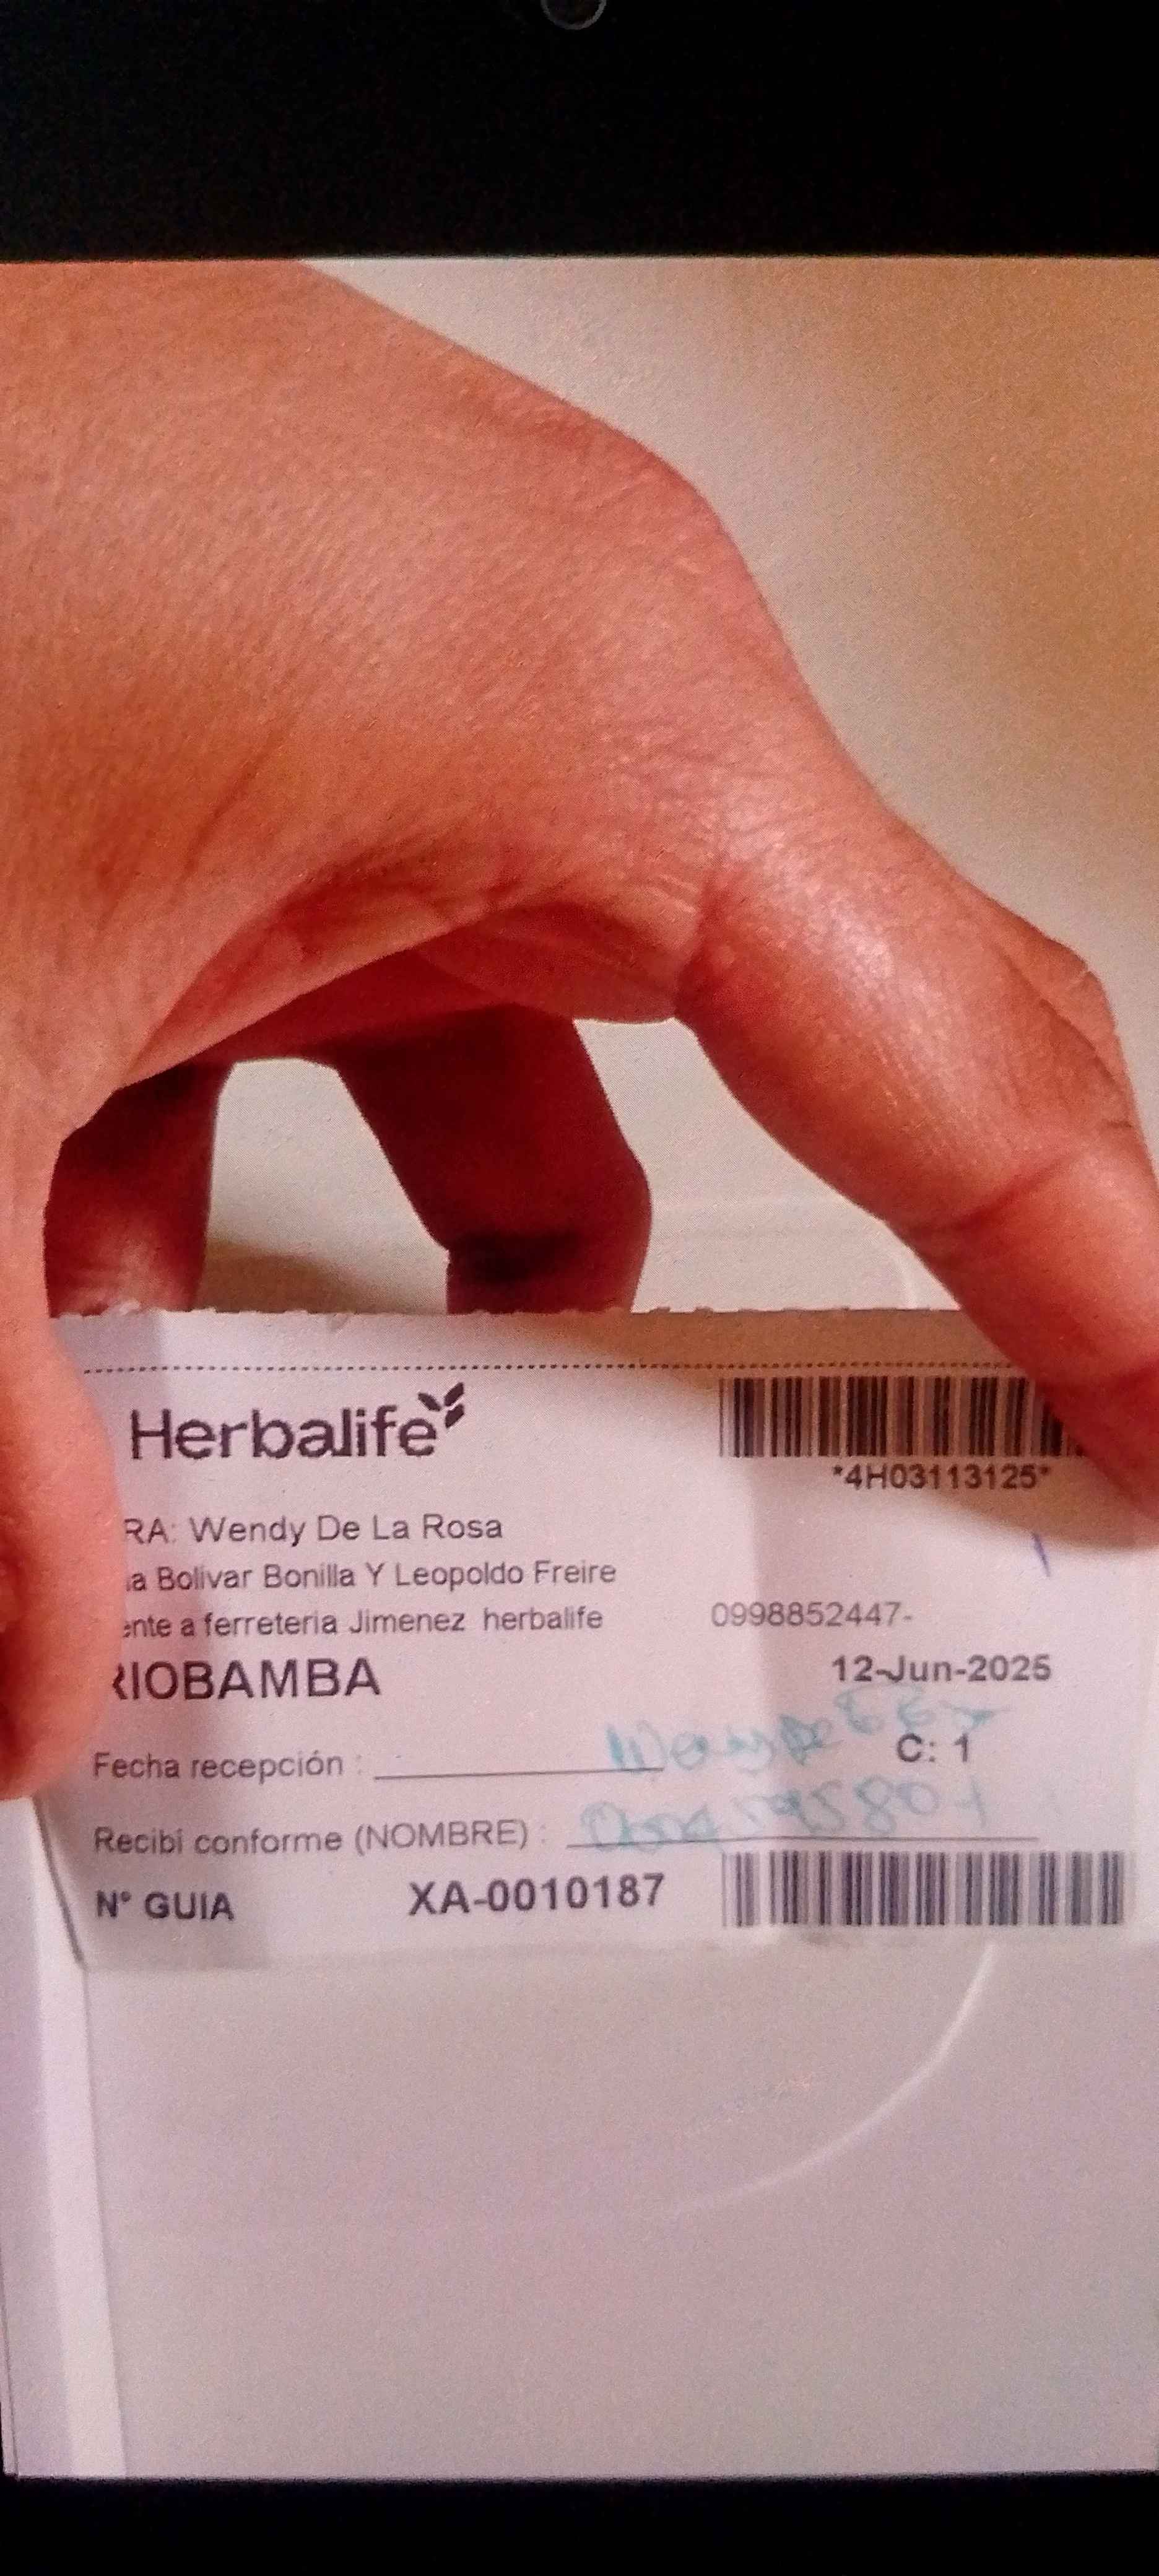 Herbalife
*4H03113125*
RA: Wendy De La Rosa
a Bolivar Bonilla Y Leopoldo Freire
ente a ferreteria Jimenez herbalife 0998852447-
RIOBAMBA 12-Jun-2025
C: 1
Fecha recepción :
Recibi conforme (NOMBRE) :
N° GUIA XA-0010187